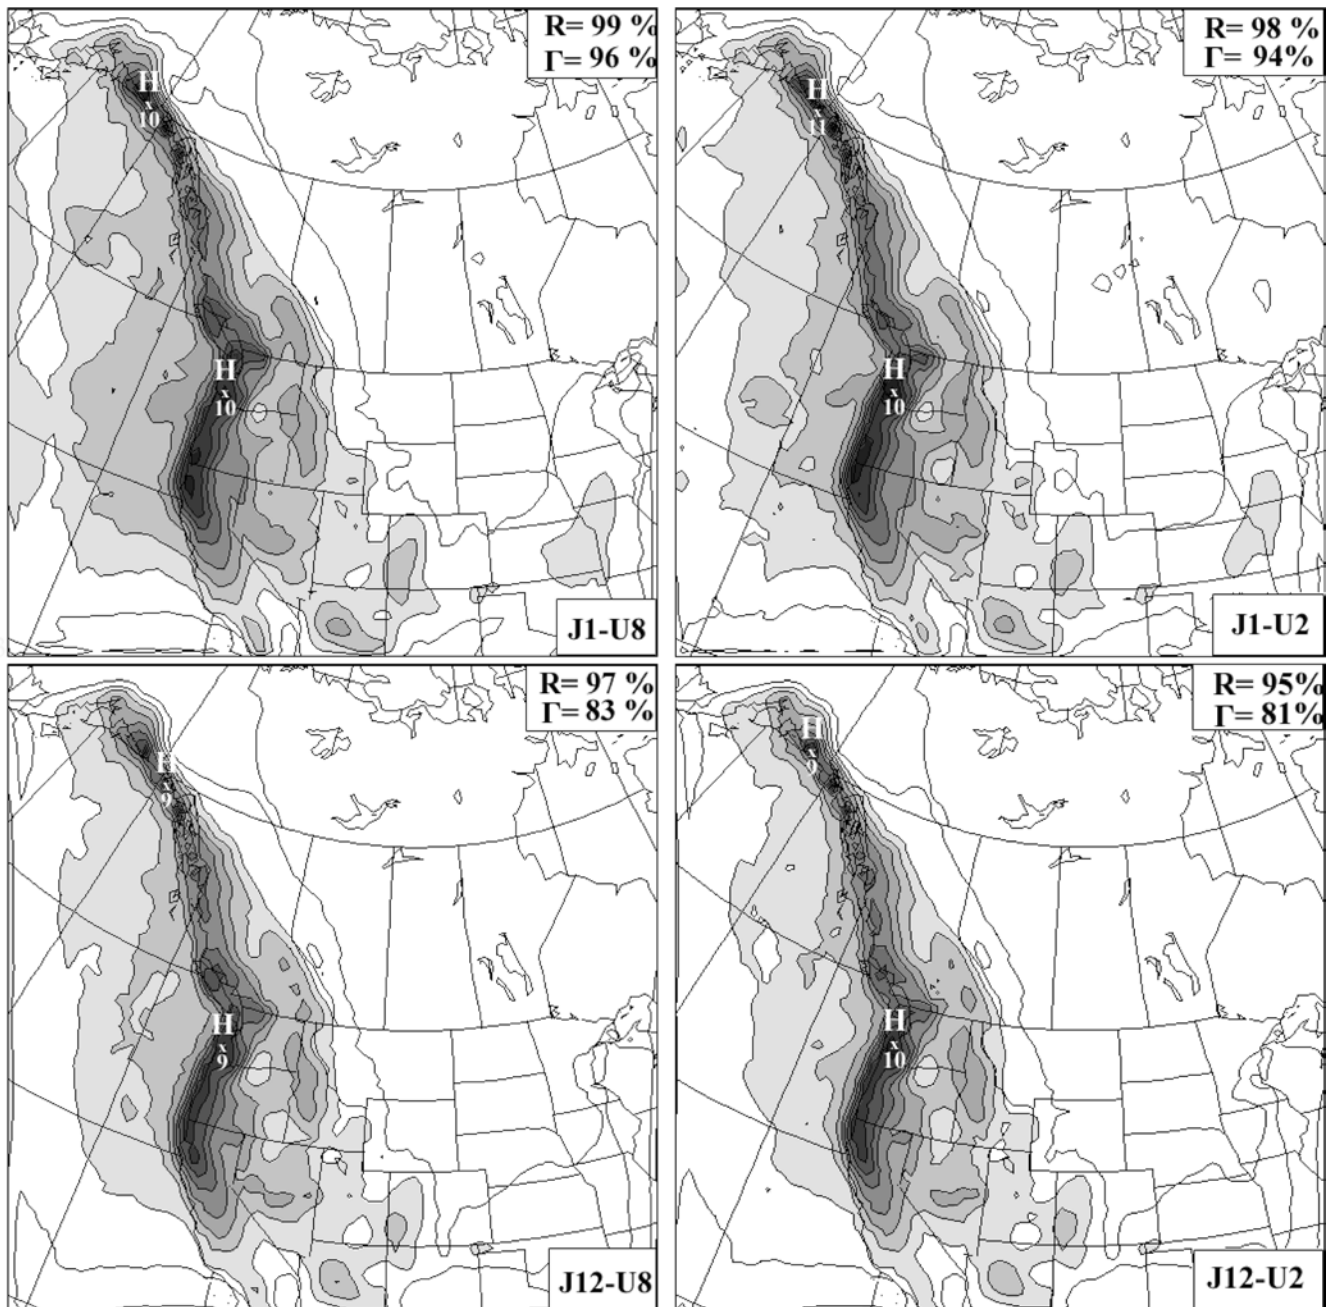 R= 99 %
Γ= 96 %
H
x
10
H
x
10
J1-U8
R= 98 %
Γ= 94%
H
x
11
H
x
10
J1-U2
R= 97 %
Γ= 83 %
H
x
9
H
x
9
J12-U8
R= 95%
Γ= 81%
H
x
9
H
x
10
J12-U2